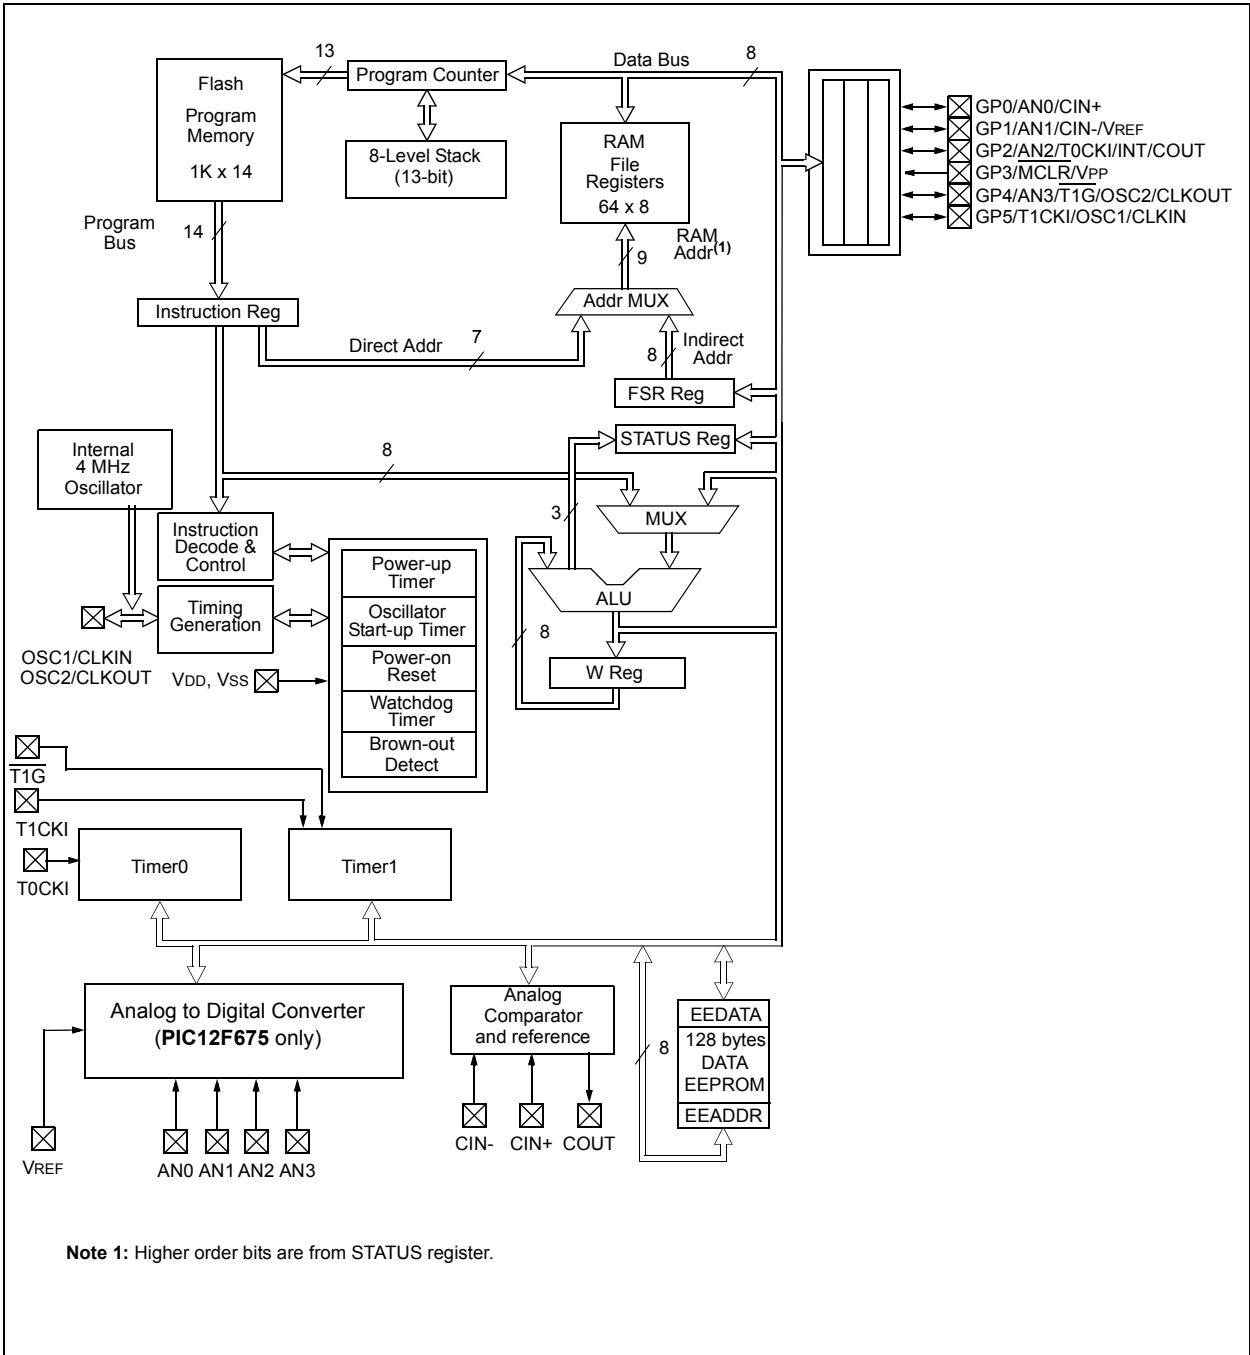 13
Data Bus
8
Flash
Program
Memory
1K x 14
Program Counter
8-Level Stack
(13-bit)
RAM
File
Registers
64 x 8
GP0/AN0/CIN+
GP1/AN1/CIN-/VREF
GP2/AN2/T0CKI/INT/COUT
GP3/MCLR/VPP
GP4/AN3/T1G/OSC2/CLKOUT
GP5/T1CKI/OSC1/CLKIN
Program
Bus
14
RAM
Addr(1)
9
Addr MUX
Instruction Reg
Direct Addr
7
Indirect
Addr
8
FSR Reg
STATUS Reg
Internal
4 MHz
Oscillator
8
3
MUX
Instruction
Decode &
Control
Power-up
Timer
ALU
Timing
Generation
Oscillator
Start-up Timer
8
OSC1/CLKIN
OSC2/CLKOUT
VDD, VSS
Power-on
Reset
W Reg
Watchdog
Timer
Brown-out
Detect
T1G
T1CKI
T0CKI
Timer0
Timer1
Analog to Digital Converter
(PIC12F675 only)
Analog
Comparator
and reference
EEDATA
128 bytes
DATA
EEPROM
EEADDR
8
VREF
AN0 AN1 AN2 AN3
CIN- CIN+ COUT
Note 1: Higher order bits are from STATUS register.